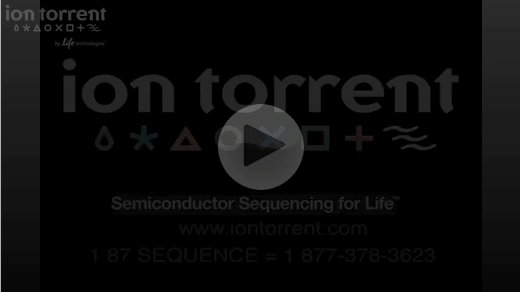 ion torrent
by life technologies™
ion torrent
Semiconductor Sequencing for Life™
www.iontorrent.com
1 87 SEQUENCE = 1 877-378-3623